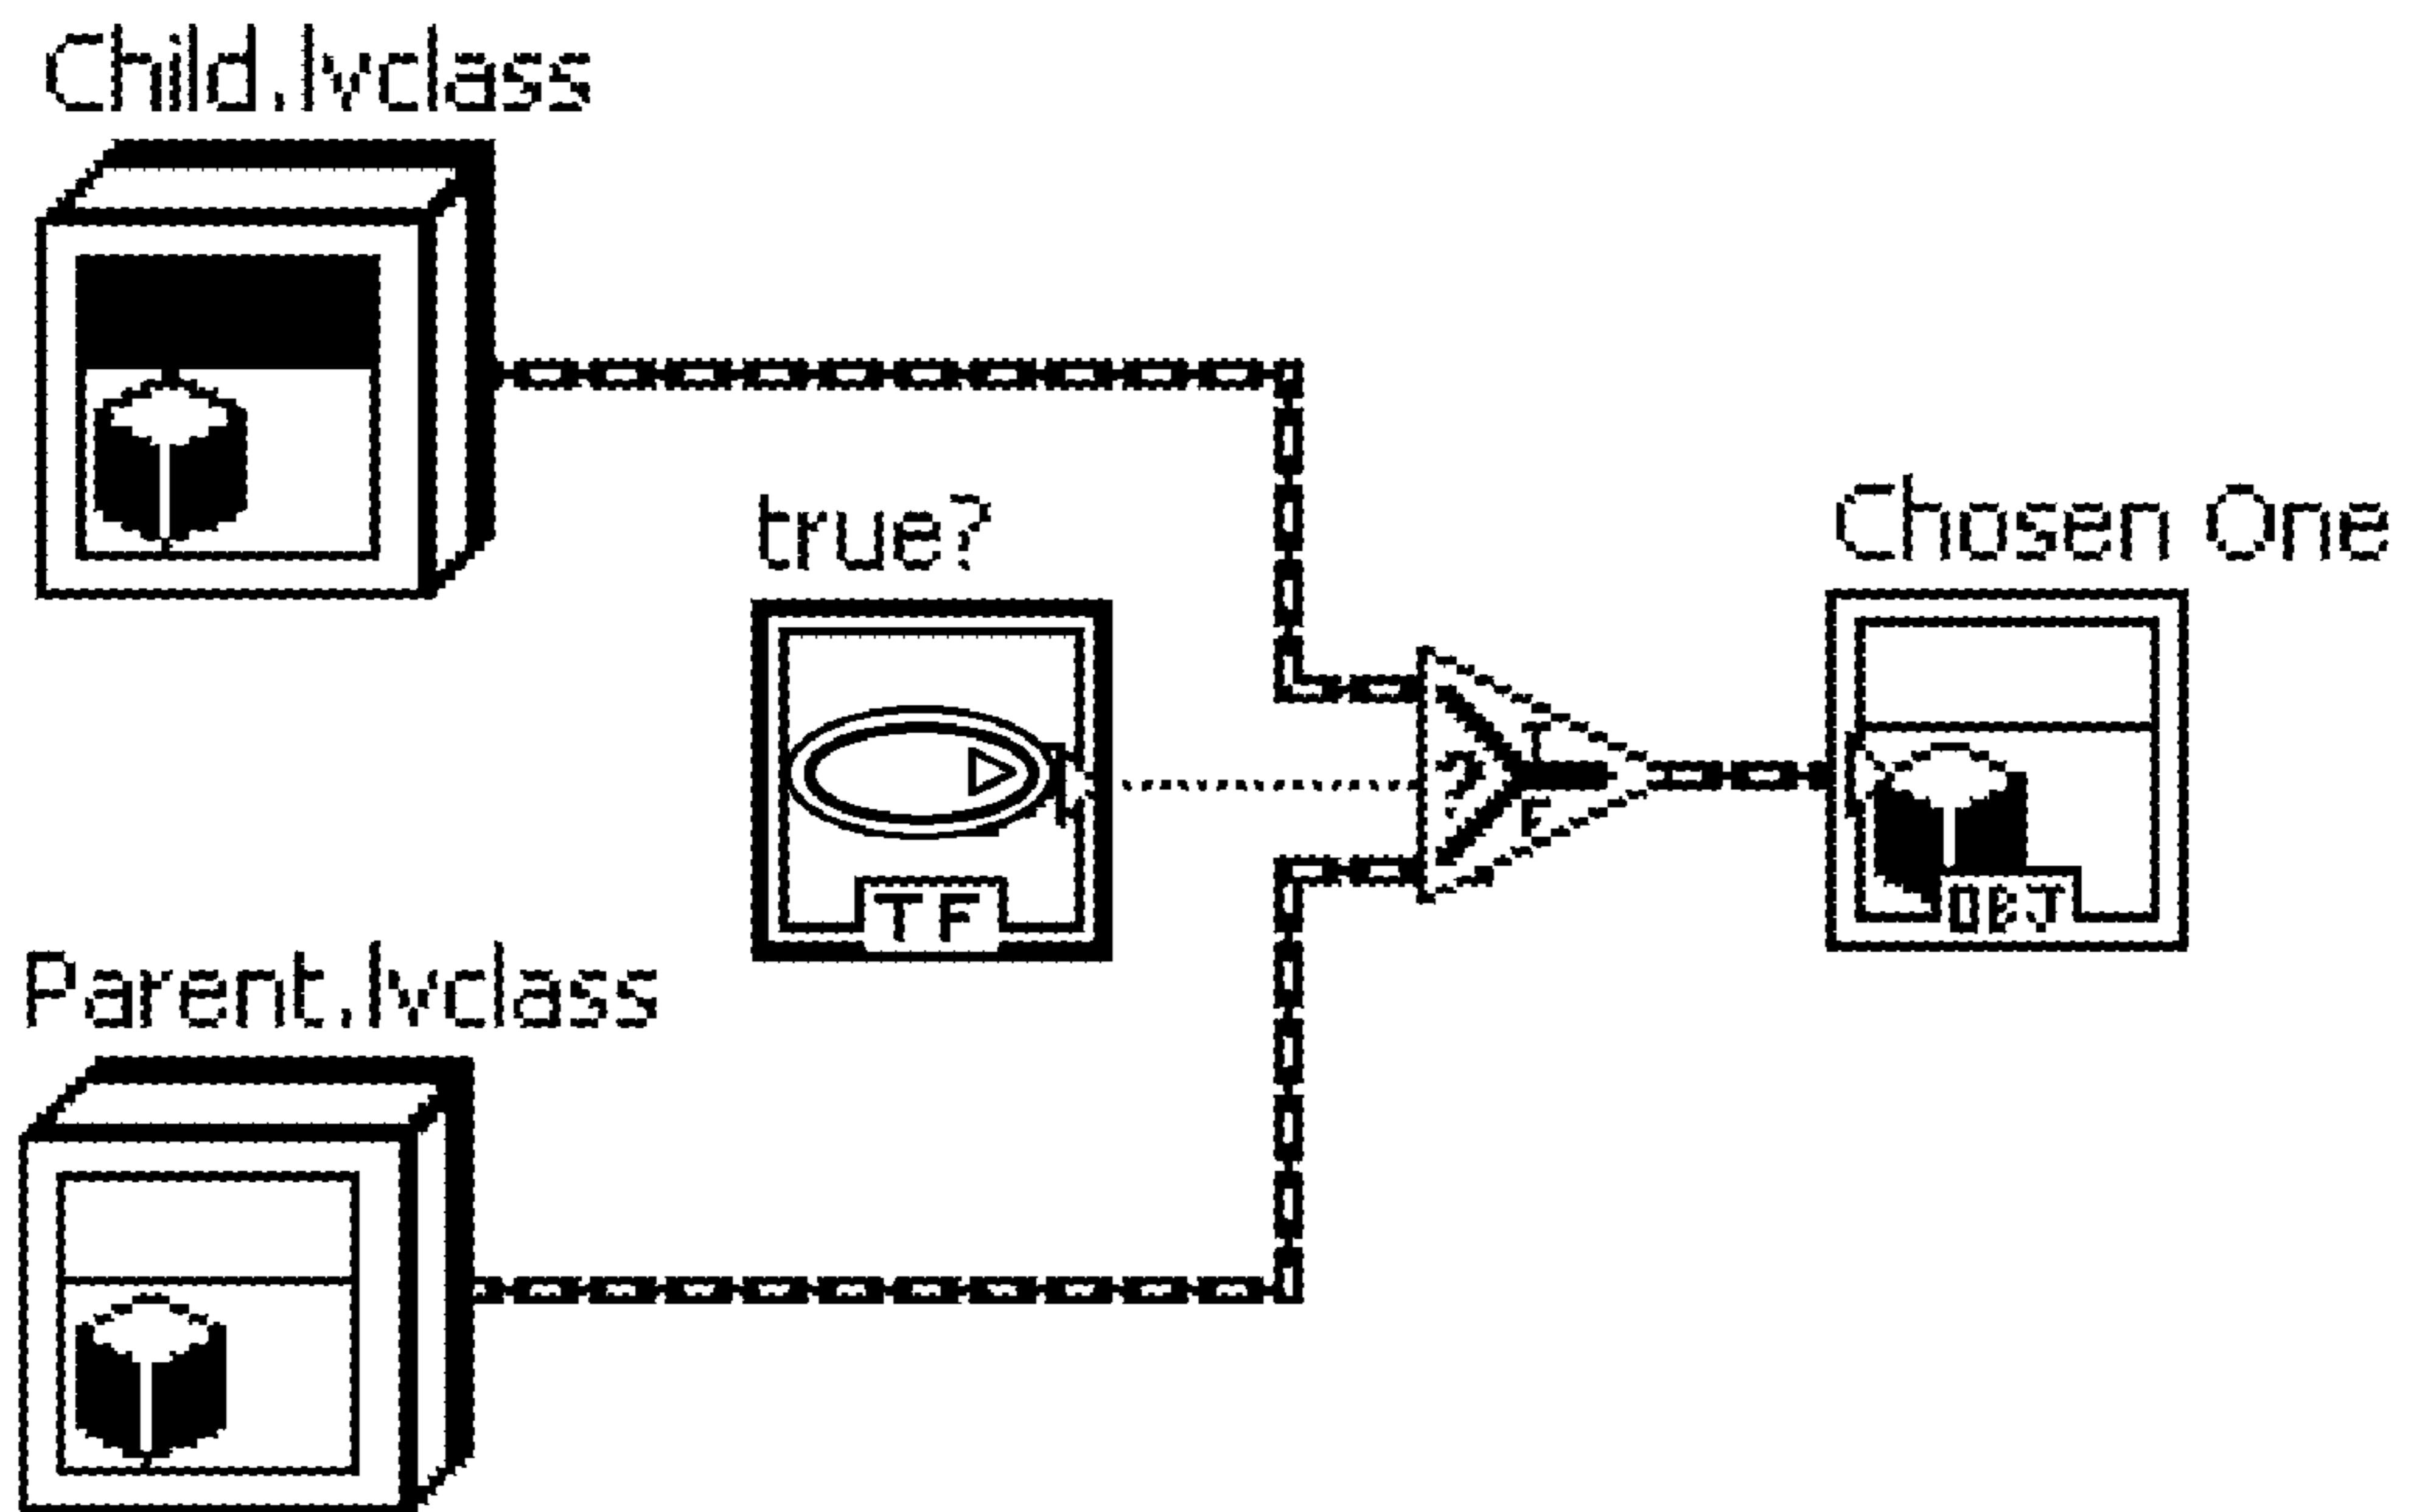 Child.lvclass
true?
Chosen One
? T
F
TF
OBJ
Parent.lvclass